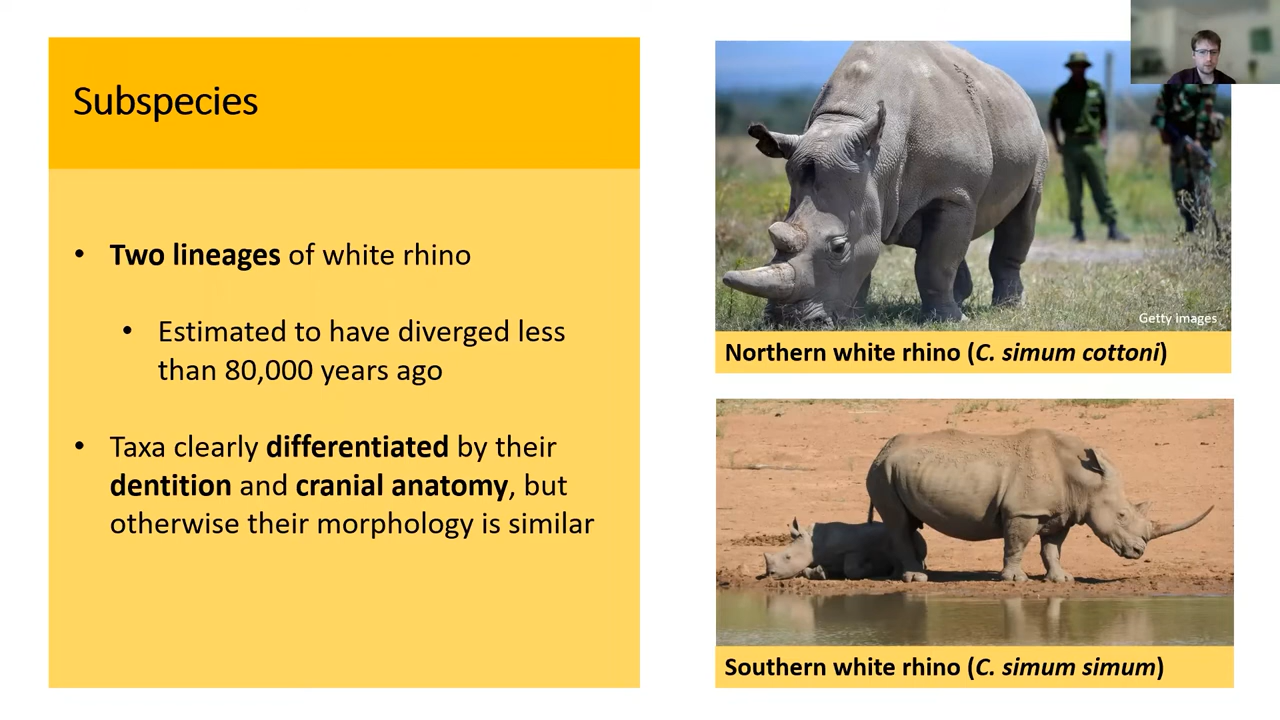 Subspecies
• Two lineages of white rhino
• Estimated to have diverged less
than 80,000 years ago
• Taxa clearly differentiated by their
dentition and cranial anatomy, but
otherwise their morphology is similar
Getty images
Northern white rhino (C. simum cottoni)
Southern white rhino (C. simum simum)